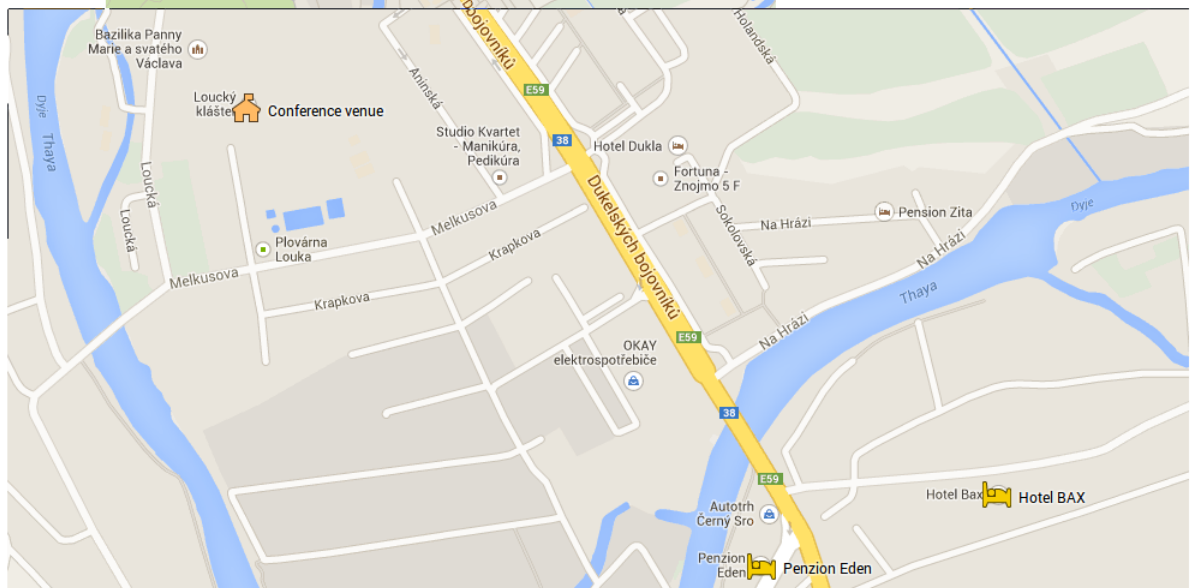 bojovníků
Holandská
Bazilika Panny
Marie a svatého
Václava
Aninská
E59
Dyje
Thaya
Loucký
klášter
Conference venue
Studio Kvartet
- Manikúra,
Pedikúra
38
Hotel Dukla
Fortuna -
Znojmo 5 F
Loucká
Loucká
Dukelských bojovníků
Sokolovská
Na Hrázi
Pension Zita
Dyje
Melkusova
Krapkova
Na Hrázi
Plovárna
Louka
Melkusova
Krapkova
Thaya
Na Hrázi
E59
OKAY
elektrospotřebiče
38
E59
Hotel Bax
Hotel BAX
Autotrh
Černý Sro
Penzion
Eden
Penzion Eden